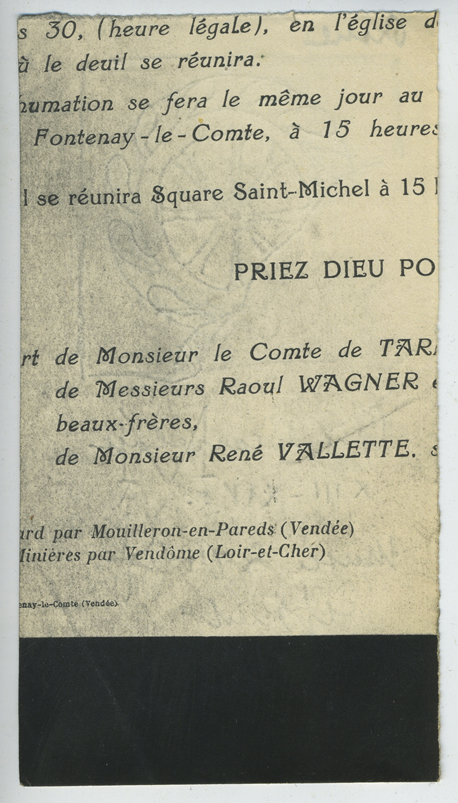 s 30, (heure légale), en l'église d
ù le deuil se réunira.
humation se fera le même jour au
Fontenay-le-Comte, à 15 heures
l se réunira Square Saint-Michel à 15 h
PRIEZ DIEU PO
rt de Monsieur le Comte de TAR
de Messieurs Raoul WAGNER e
beaux-frères,
de Monsieur René VALLETTE. s
ard par Mouilleron-en-Pareds (Vendée)
linières par Vendôme (Loir-et-Cher)
enay-le-Comte (Vendée)